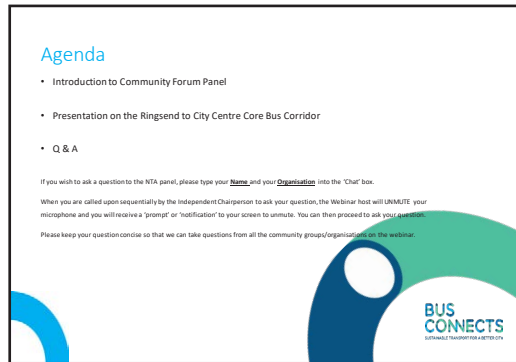 Agenda
• Introduction to Community Forum Panel
• Presentation on the Ringsend to City Centre Core Bus Corridor
• Q & A
If you wish to ask a question to the NTA panel, please type your Name and your Organisation into the 'Chat' box.
When you are called upon sequentially by the Independent Chairperson to ask your question, the Webinar host will UNMUTE your
microphone and you will receive a 'prompt' or 'notification' to your screen to unmute. You can then proceed to ask your question.
Please keep your question concise so that we can take questions from all the community groups/organisations on the webinar.
BUS
CONNECTS
SUSTAINABLE TRANSPORT FOR A BETTER CITY